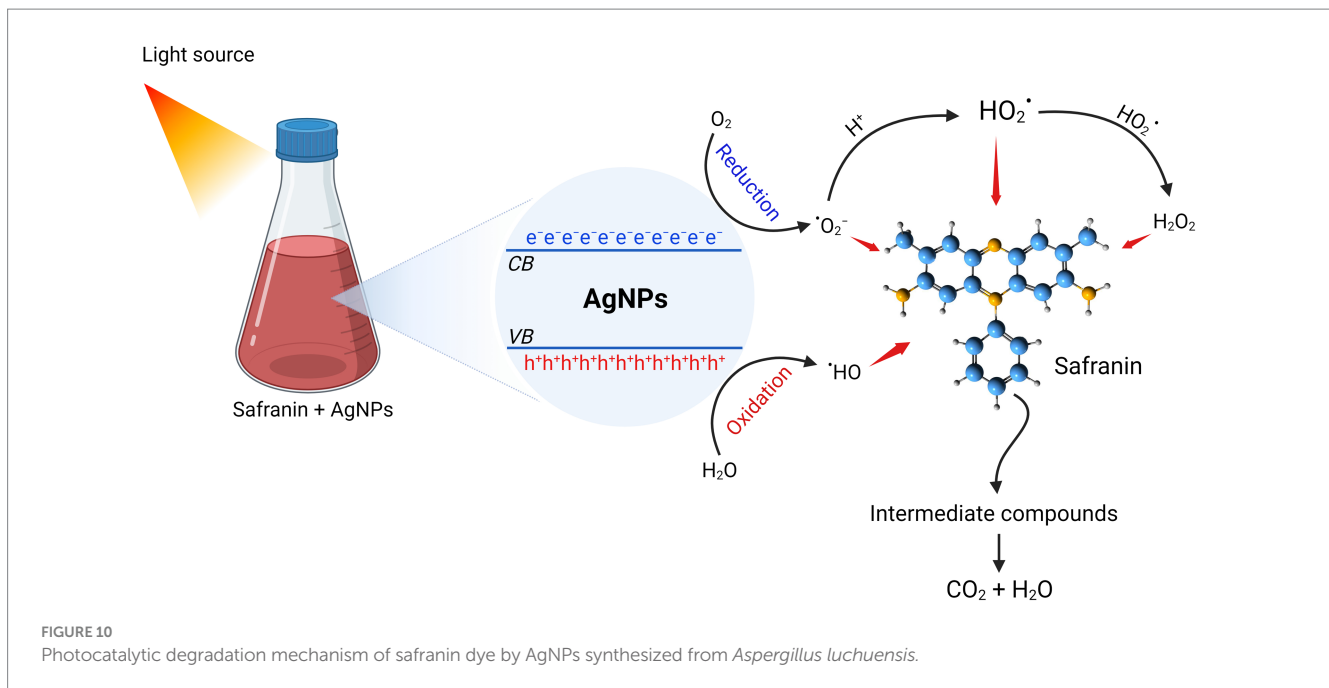 Light source
Safranin + AgNPs
e⁻e⁻e⁻e⁻e⁻e⁻e⁻e⁻e⁻e⁻e⁻
CB
AgNPs
VB
h⁺h⁺h⁺h⁺h⁺h⁺h⁺h⁺h⁺h⁺h⁺
O₂
Reduction
•O₂⁻
H⁺
HO₂•
HO₂•
H₂O₂
H₂O
Oxidation
•HO
Safranin
Intermediate compounds
CO₂ + H₂O
FIGURE 10
Photocatalytic degradation mechanism of safranin dye by AgNPs synthesized from Aspergillus luchuensis.